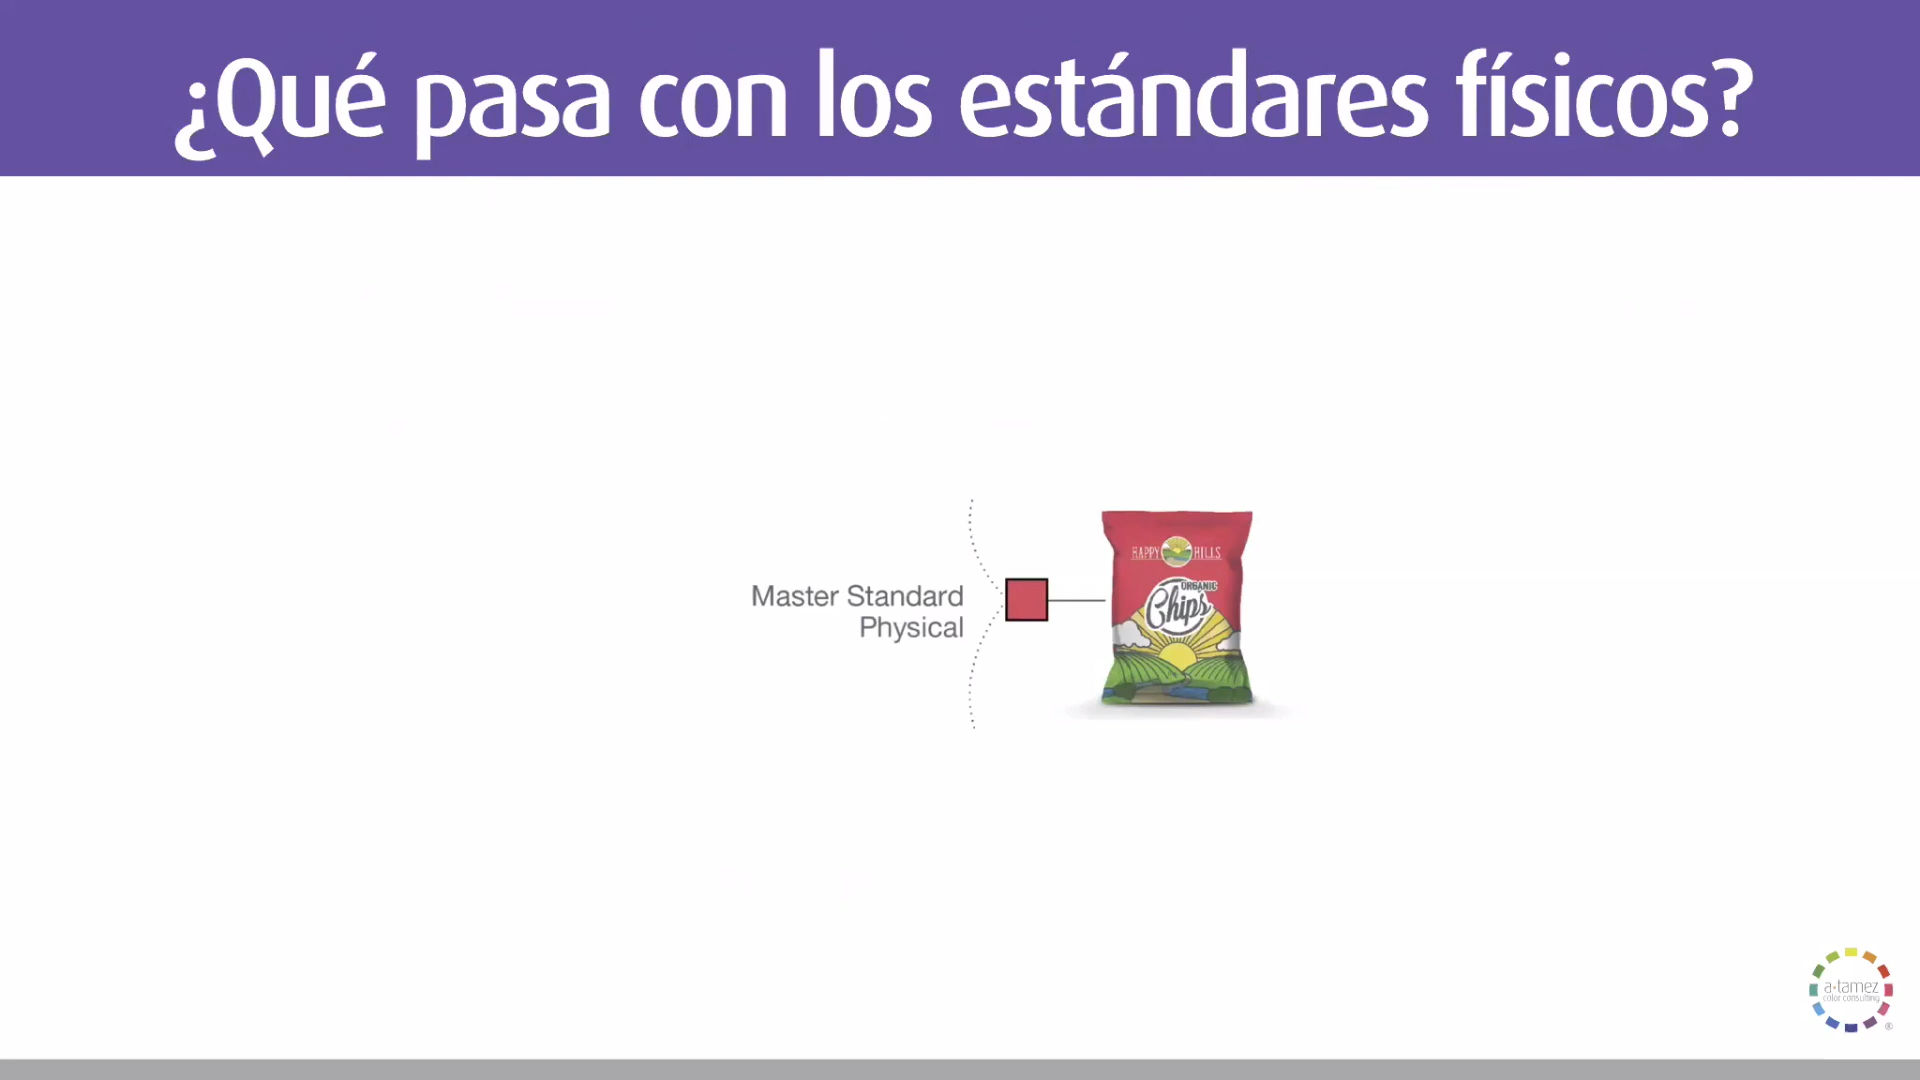 ¿Qué pasa con los estándares físicos?
Master Standard
Physical
HAPPY HILLS
ORGANIC
Chips
a·tamez
color consulting
®